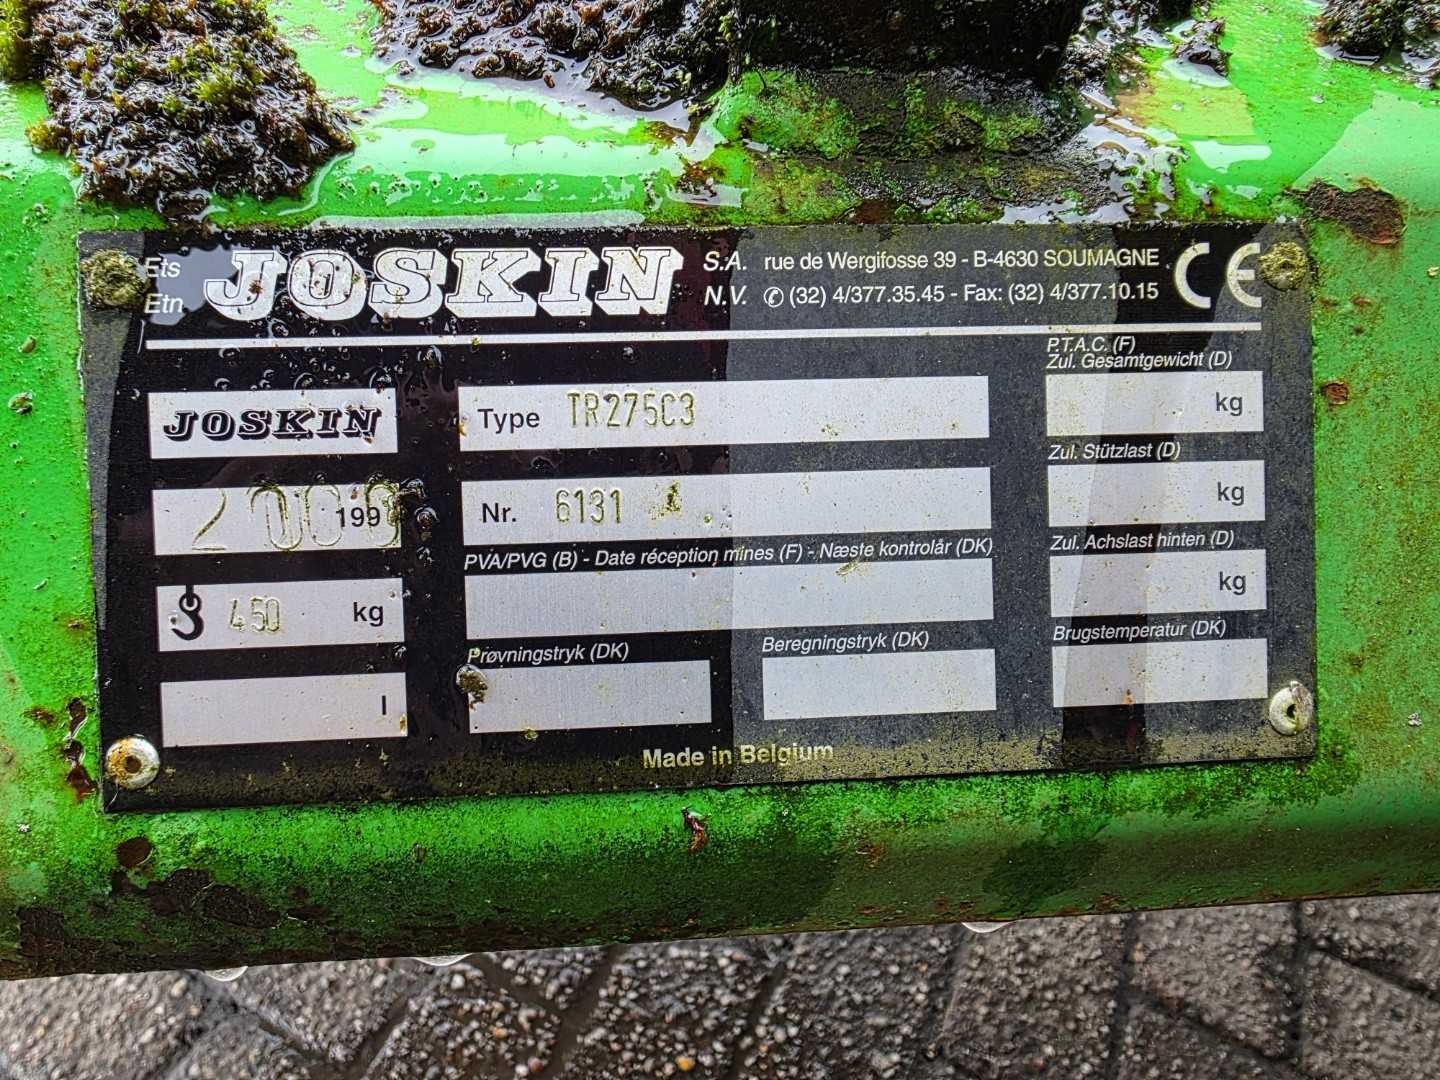 Ets
Etn
JOSKIN
S.A. rue de Wergifosse 39 - B-4630 SOUMAGNE
N.V. ✆ (32) 4/377.35.45 - Fax: (32) 4/377.10.15
CE
JOSKIN
Type TR275C3
P.T.A.C. (F)
Zul. Gesamtgewicht (D)
kg
2000
199
Nr. 6131
Zul. Stützlast (D)
kg
450 kg
PVA/PVG (B) - Date réception mines (F) - Næste kontrolår (DK)
Zul. Achslast hinten (D)
kg
l
Prøvningstryk (DK)
Beregningstryk (DK)
Brugstemperatur (DK)
Made in Belgium